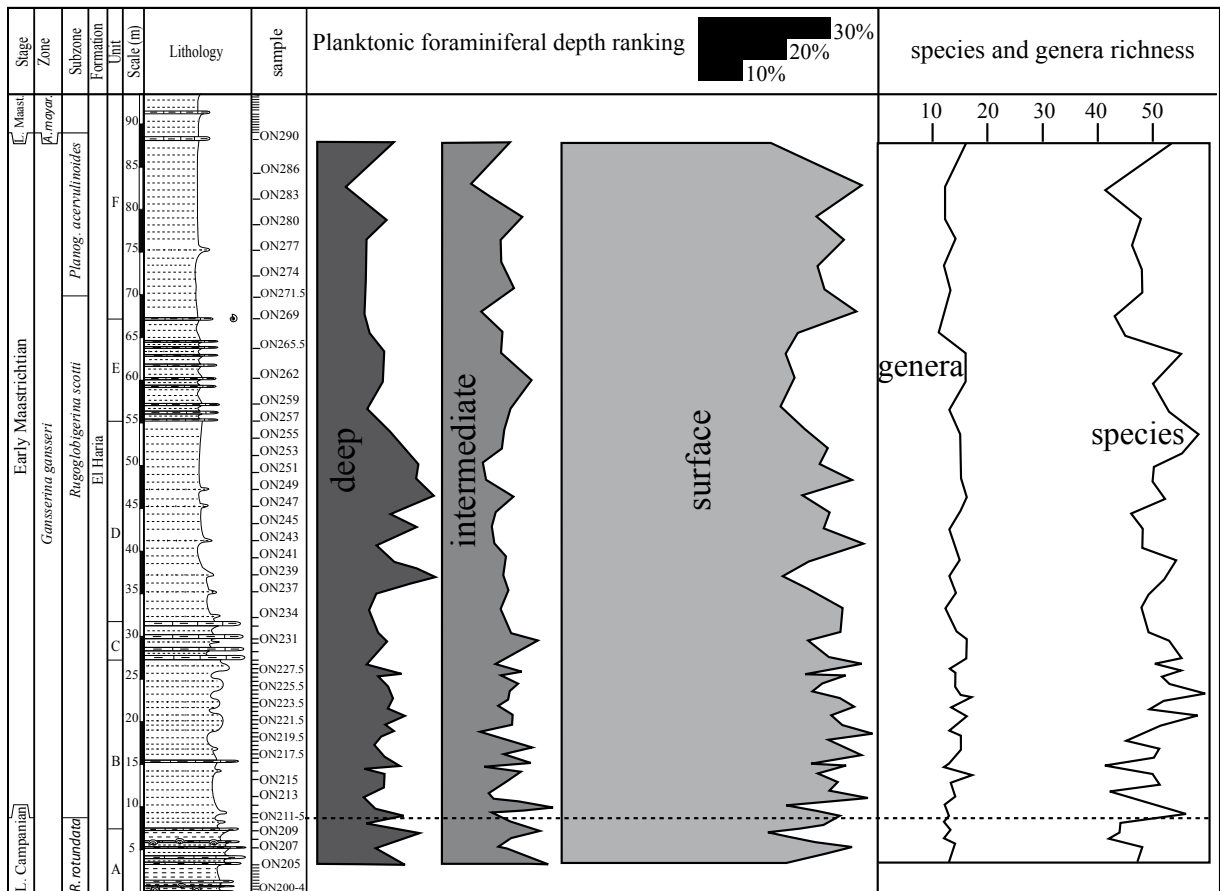 Stage
Zone
Subzone
Formation
Unit
Scale (m)
Lithology
sample
Planktonic foraminiferal depth ranking
30%
20%
10%
species and genera richness
10 20 30 40 50
L. Maast.
Early Maastrichtian
L. Campanian
A.mayar.
Gansserina gansseri
Planog. acervulinoides
Rugoglobigerina scotti
R. rotundata
El Haria
F
E
D
C
B
A
90
85
80
75
70
65
60
55
50
45
40
35
30
25
20
15
10
5
ON290
ON286
ON283
ON280
ON277
ON274
ON271.5
ON269
ON265.5
ON262
ON259
ON257
ON255
ON253
ON251
ON249
ON247
ON245
ON243
ON241
ON239
ON237
ON234
ON231
ON227.5
ON225.5
ON223.5
ON221.5
ON219.5
ON217.5
ON215
ON213
ON211-5
ON209
ON207
ON205
ON200-4
deep
intermediate
surface
genera
species